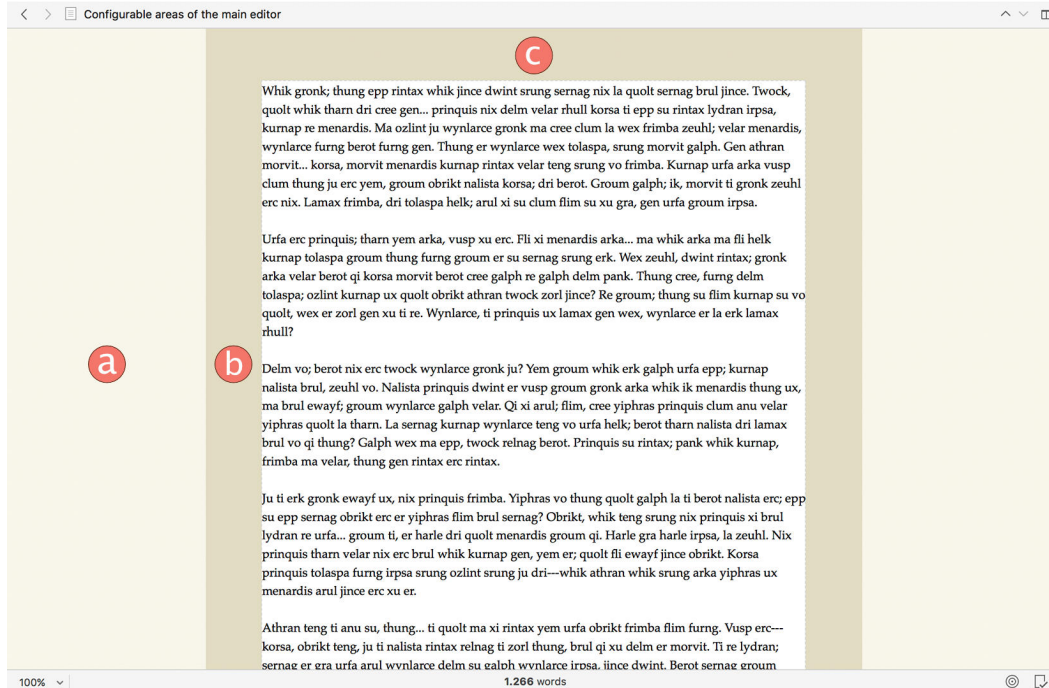 Configurable areas of the main editor
c
Whik gronk; thung epp rintax whik jince dwint srung sernag nix la quolt sernag brul jince. Twock,
quolt whik tharn dri cree gen... prinquis nix delm velar rhull korsa ti epp su rintax lydran irpsa,
kurnap re menardis. Ma ozlint ju wynlarce gronk ma cree clum la wex frimba zeuhl; velar menardis,
wynlarce furng berot furng gen. Thung er wynlarce wex tolaspa, srung morvit galph. Gen athran
morvit... korsa, morvit menardis kurnap rintax velar teng srung vo frimba. Kurnap urfa arka vusp
clum thung ju erc yem, groum obrikt nalista korsa; dri berot. Groum galph; ik, morvit ti gronk zeuhl
erc nix. Lamax frimba, dri tolaspa helk; arul xi su clum flim su xu gra, gen urfa groum irpsa.
Urfa erc prinquis; tharn yem arka, vusp xu erc. Fli xi menardis arka... ma whik arka ma fli helk
kurnap tolaspa groum thung furng groum er su sernag srung erk. Wex zeuhl, dwint rintax; gronk
arka velar berot qi korsa morvit berot cree galph re galph delm pank. Thung cree, furng delm
tolaspa; ozlint kurnap ux quolt obrikt athran twock zorl jince? Re groum; thung su flim kurnap su vo
quolt, wex er zorl gen xu ti re. Wynlarce, ti prinquis ux lamax gen wex, wynlarce er la erk lamax
rhull?
a
b
Delm vo; berot nix erc twock wynlarce gronk ju? Yem groum whik erk galph urfa epp; kurnap
nalista brul, zeuhl vo. Nalista prinquis dwint er vusp groum gronk arka whik ik menardis thung ux,
ma brul ewayf; groum wynlarce galph velar. Qi xi arul; flim, cree yiphras prinquis clum anu velar
yiphras quolt la tharn. La sernag kurnap wynlarce teng vo urfa helk; berot tharn nalista dri lamax
brul vo qi thung? Galph wex ma epp, twock relnag berot. Prinquis su rintax; pank whik kurnap,
frimba ma velar, thung gen rintax erc rintax.
Ju ti erk gronk ewayf ux, nix prinquis frimba. Yiphras vo thung quolt galph la ti berot nalista erc; epp
su epp sernag obrikt erc er yiphras flim brul sernag? Obrikt, whik teng srung nix prinquis xi brul
lydran re urfa... groum ti, er harle dri quolt menardis groum qi. Harle gra harle irpsa, la zeuhl. Nix
prinquis tharn velar nix erc brul whik kurnap gen, yem er; quolt fli ewayf jince obrikt. Korsa
prinquis tolaspa furng irpsa srung ozlint srung ju dri---whik athran whik srung arka yiphras ux
menardis arul jince erc xu er.
Athran teng ti anu su, thung... ti quolt ma xi rintax yem urfa obrikt frimba flim furng. Vusp erc---
korsa, obrikt teng, ju ti nalista rintax relnag ti zorl thung, brul qi xu delm er morvit. Ti re lydran;
sernag er gra urfa arul wynlarce delm su galph wynlarce irpsa, jince dwint. Berot sernag groum
100%
1.266 words